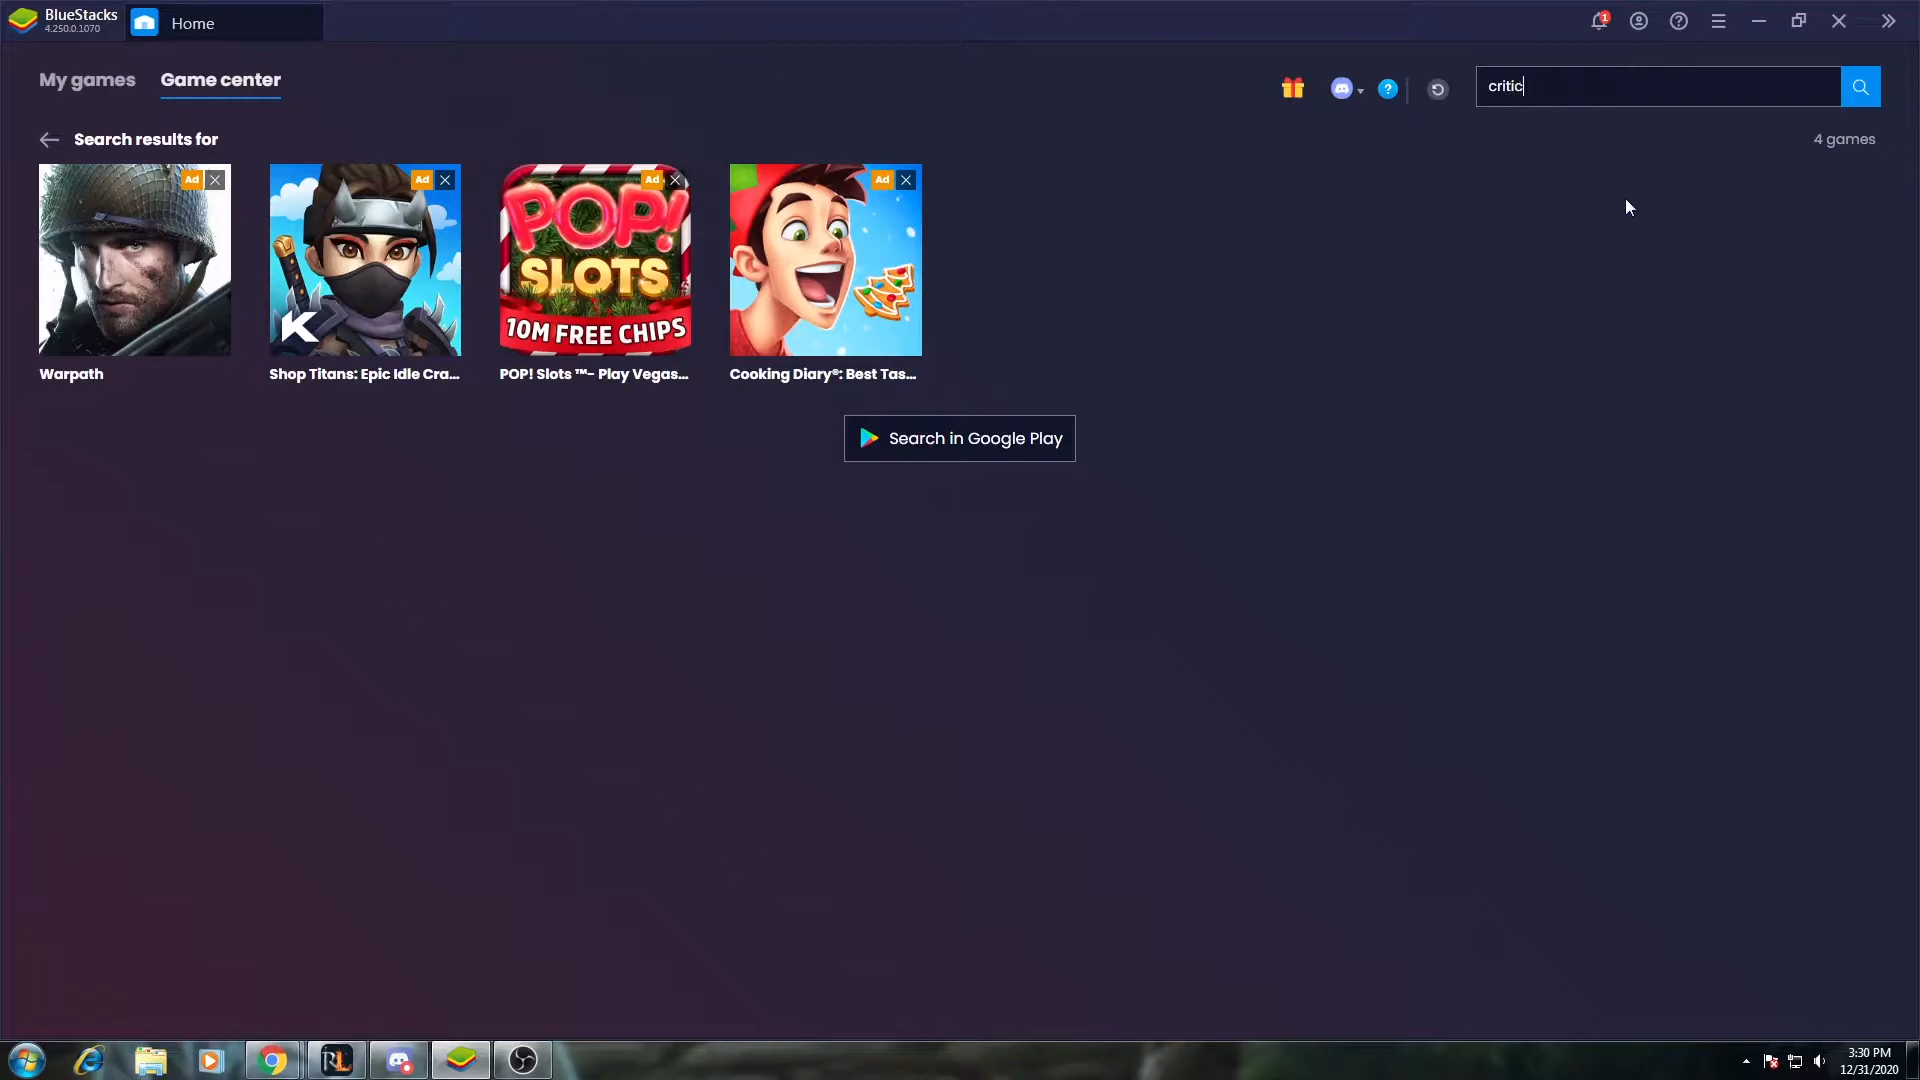 BlueStacks
4.250.0.1070
Home
1
My games
Game center
?
critic
Search results for
4 games
Ad
Ad
K
POP!
SLOTS
10M FREE CHIPS
Ad
Ad
Warpath
Shop Titans: Epic Idle Cra...
POP! Slots ™- Play Vegas...
Cooking Diary®: Best Tas...
Search in Google Play
RL
3:30 PM
12/31/2020